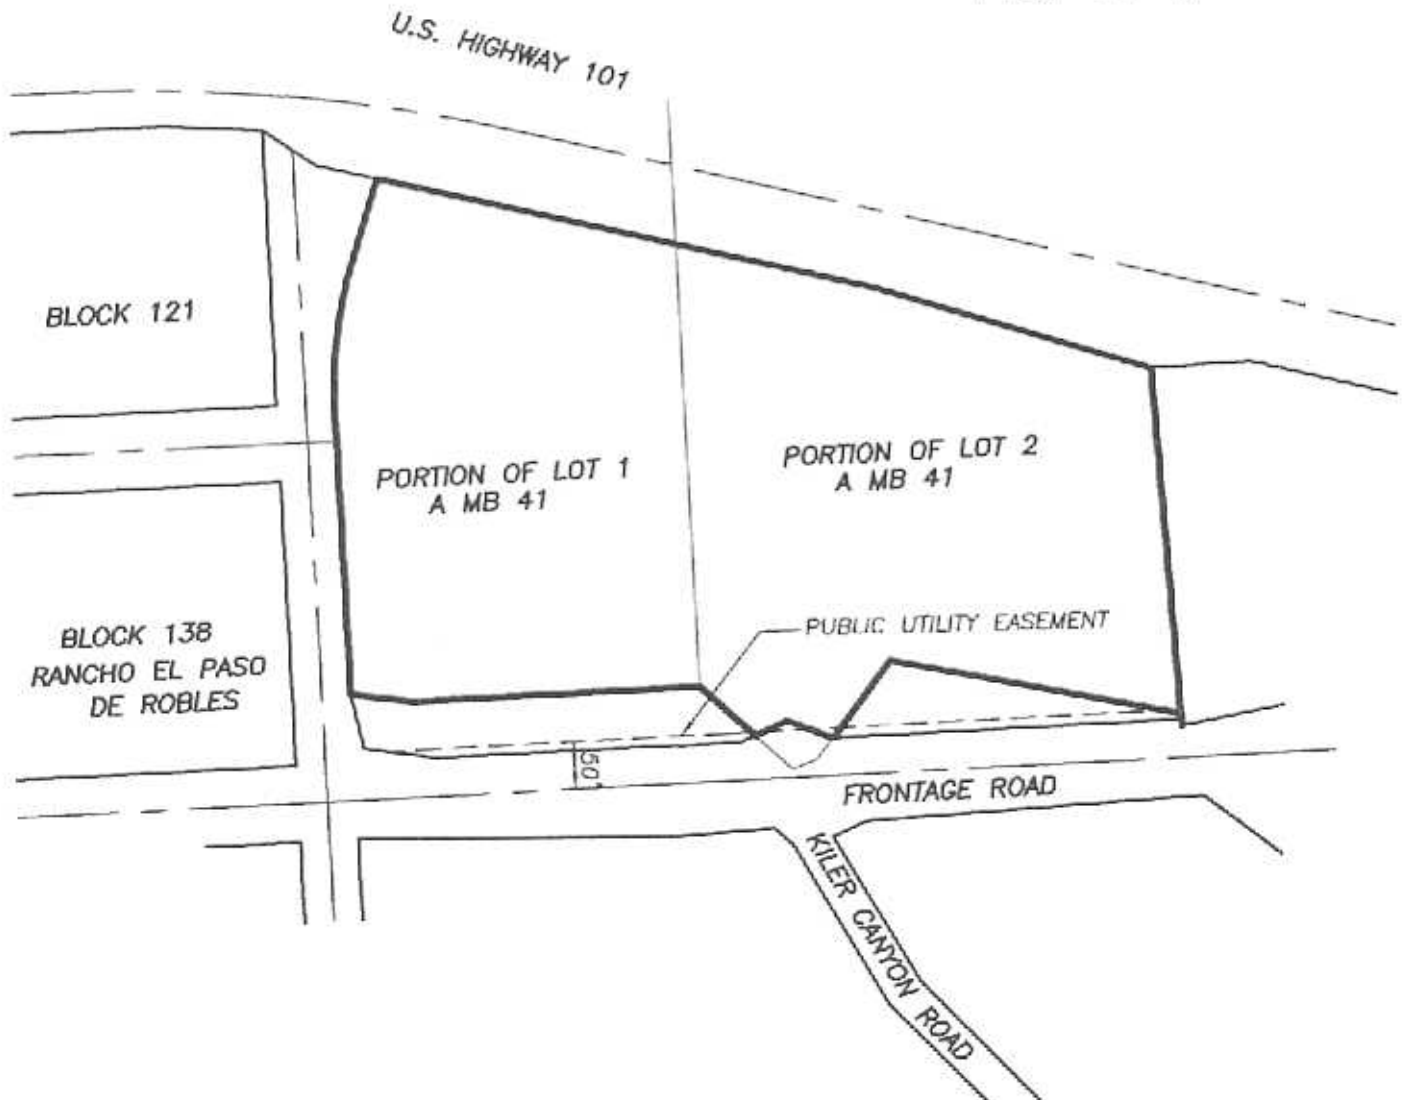 U.S. HIGHWAY 101
BLOCK 121
PORTION OF LOT 1
A MB 41
PORTION OF LOT 2
A MB 41
PUBLIC UTILITY EASEMENT
BLOCK 138
RANCHO EL PASO
DE ROBLES
50'
FRONTAGE ROAD
KILER CANYON ROAD